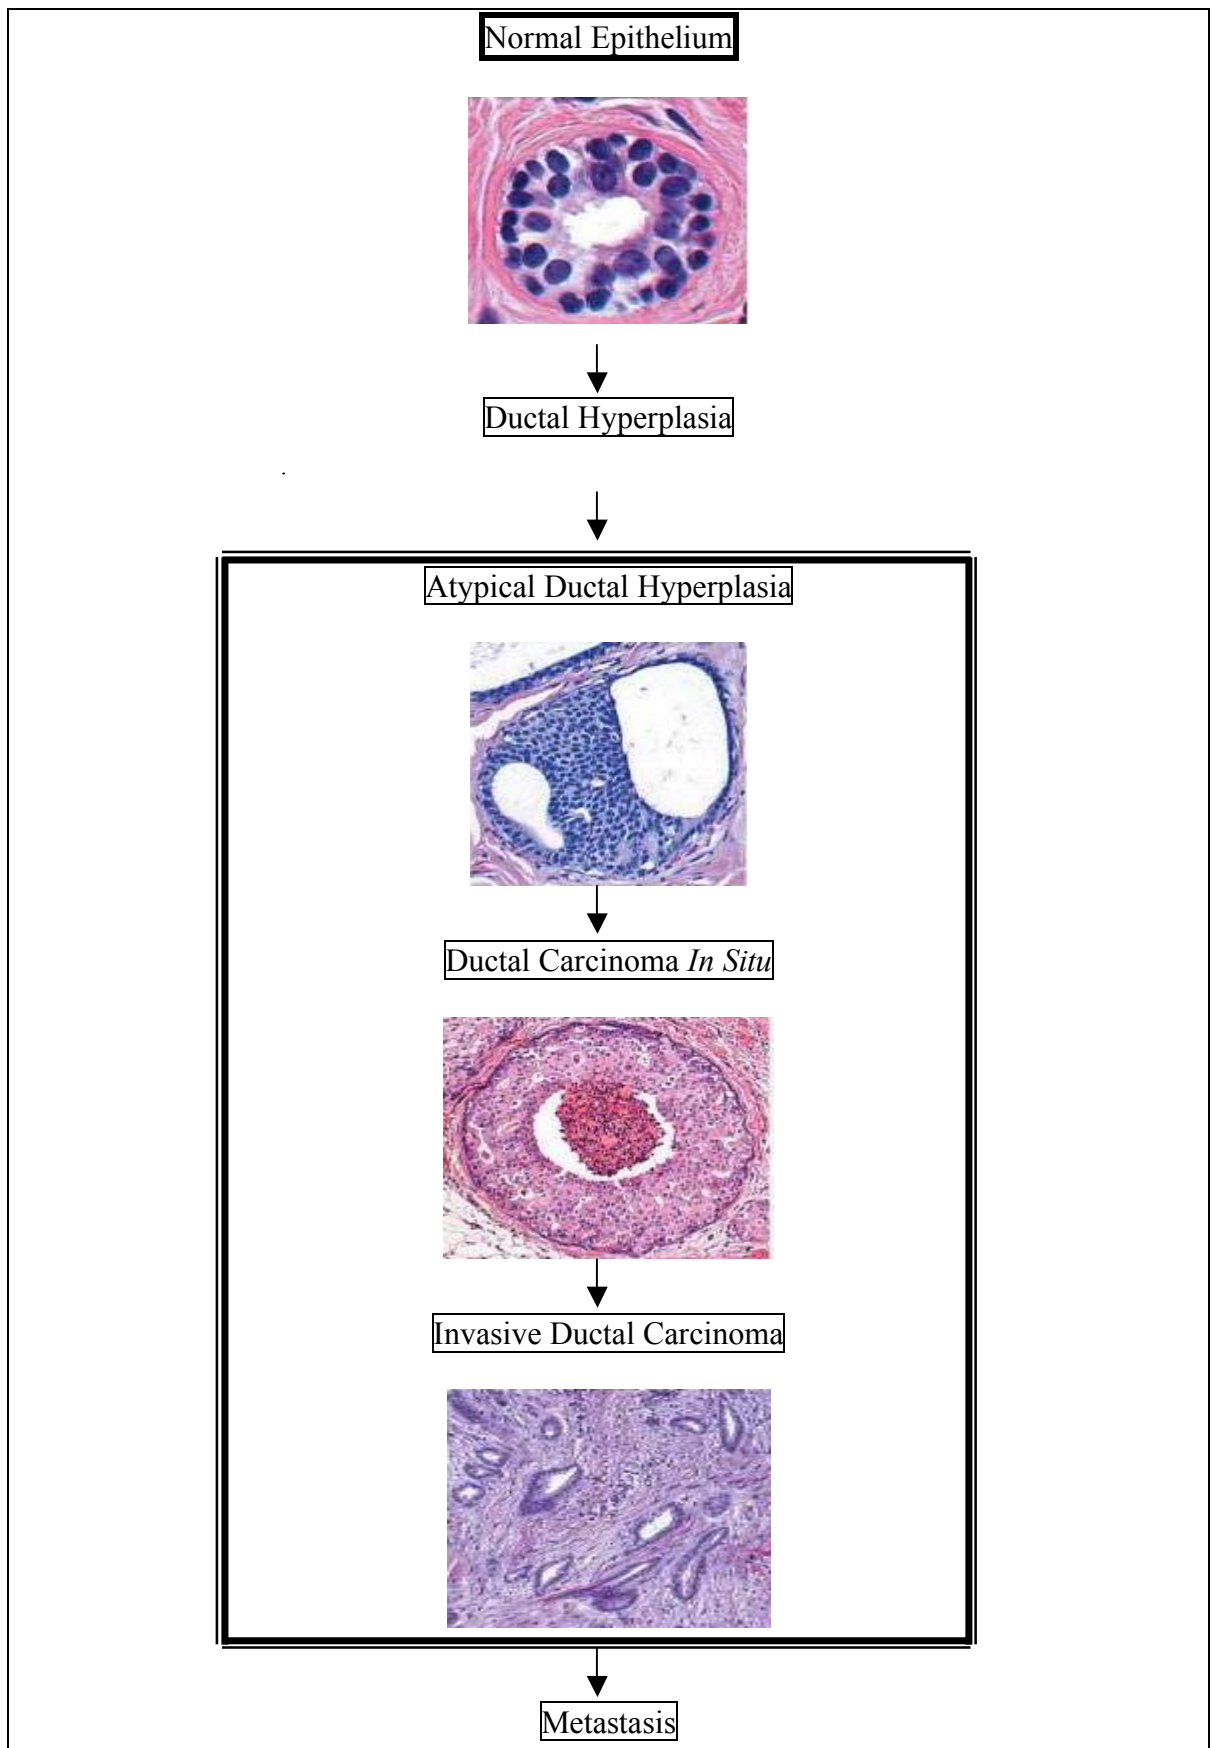 Normal Epithelium
Ductal Hyperplasia
Atypical Ductal Hyperplasia
Ductal Carcinoma In Situ
Invasive Ductal Carcinoma
Metastasis